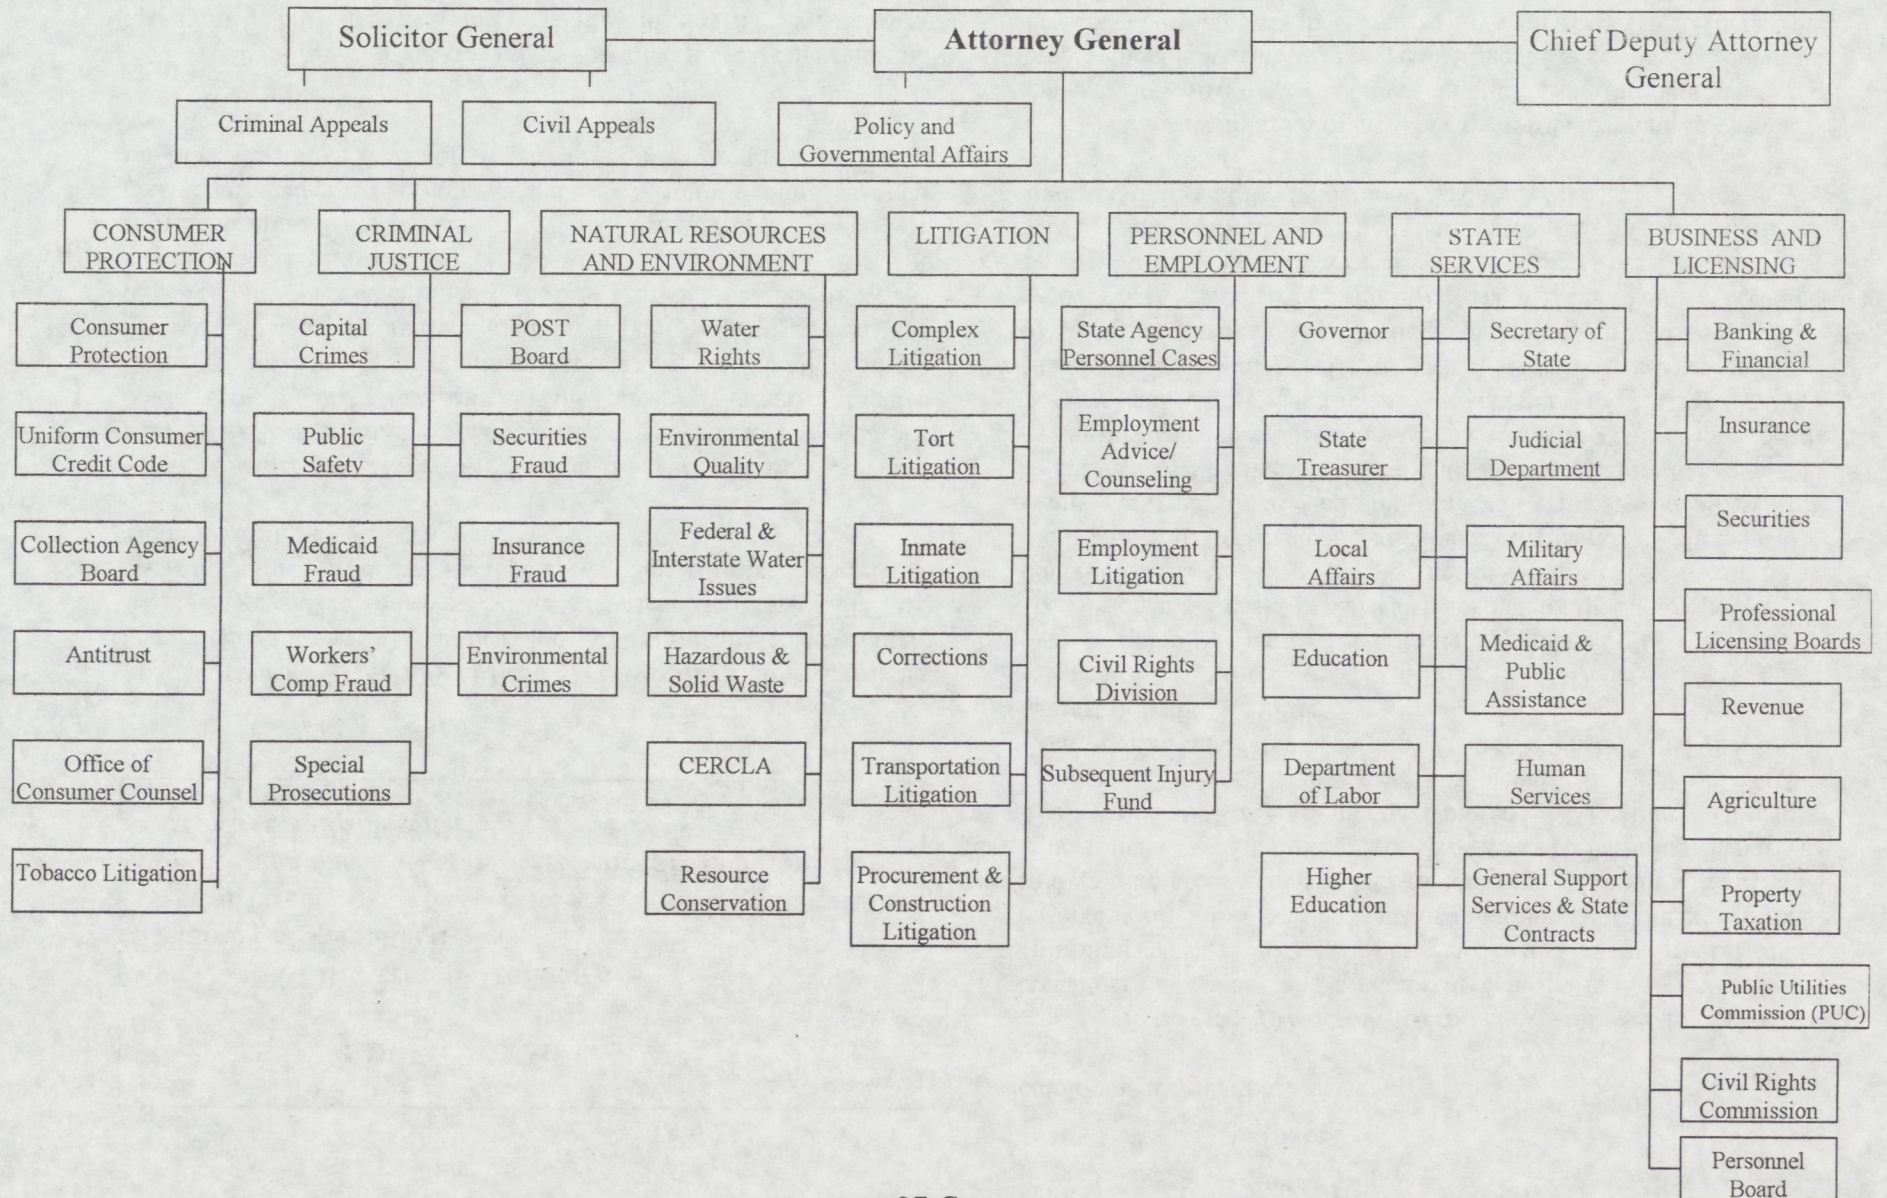 Solicitor General
Attorney General
Chief Deputy Attorney
General
Criminal Appeals
Civil Appeals
Policy and
Governmental Affairs
CONSUMER
PROTECTION
CRIMINAL
JUSTICE
NATURAL RESOURCES
AND ENVIRONMENT
LITIGATION
PERSONNEL AND
EMPLOYMENT
STATE
SERVICES
BUSINESS AND
LICENSING
Consumer
Protection
Uniform Consumer
Credit Code
Collection Agency
Board
Antitrust
Office of
Consumer Counsel
Tobacco Litigation
Capital
Crimes
Public
Safety
Medicaid
Fraud
Workers'
Comp Fraud
Special
Prosecutions
POST
Board
Securities
Fraud
Insurance
Fraud
Environmental
Crimes
Water
Rights
Environmental
Quality
Federal &
Interstate Water
Issues
Hazardous &
Solid Waste
CERCLA
Resource
Conservation
Complex
Litigation
Tort
Litigation
Inmate
Litigation
Corrections
Transportation
Litigation
Procurement &
Construction
Litigation
State Agency
Personnel Cases
Employment
Advice/
Counseling
Employment
Litigation
Civil Rights
Division
Subsequent Injury
Fund
Governor
State
Treasurer
Local
Affairs
Education
Department
of Labor
Higher
Education
Secretary of
State
Judicial
Department
Military
Affairs
Medicaid &
Public
Assistance
Human
Services
General Support
Services & State
Contracts
Banking &
Financial
Insurance
Securities
Professional
Licensing Boards
Revenue
Agriculture
Property
Taxation
Public Utilities
Commission (PUC)
Civil Rights
Commission
Personnel
Board